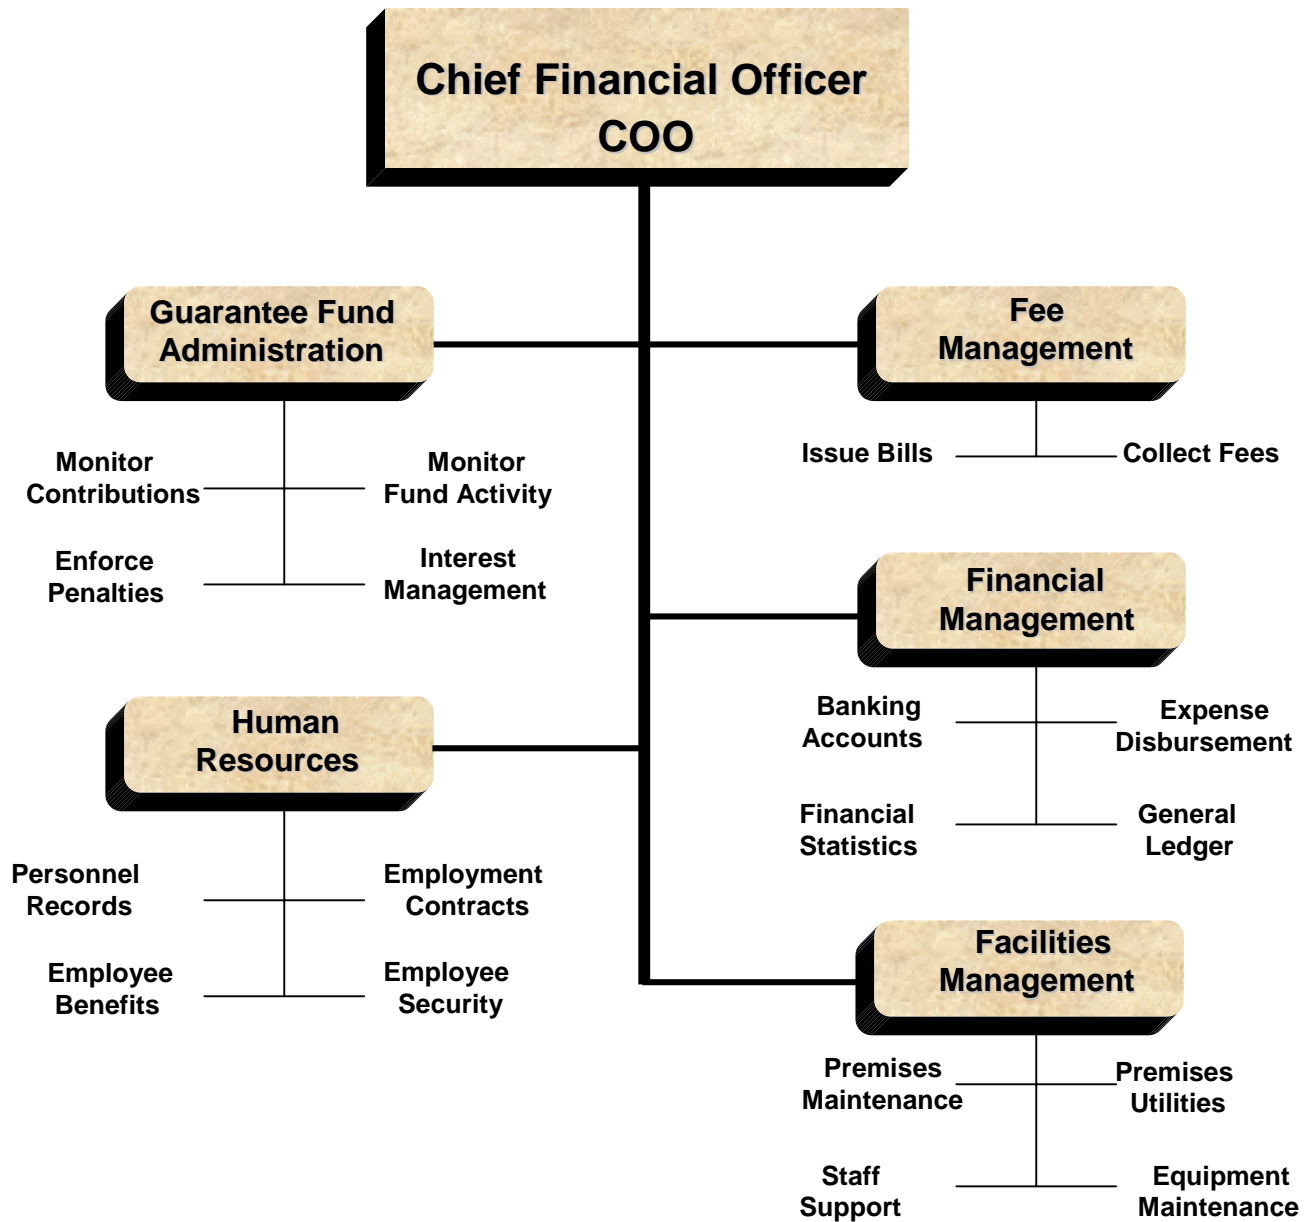 Chief Financial Officer
COO
Guarantee Fund
Administration
Monitor
Contributions
Monitor
Fund Activity
Enforce
Penalties
Interest
Management
Human
Resources
Personnel
Records
Employment
Contracts
Employee
Benefits
Employee
Security
Fee
Management
Issue Bills
Collect Fees
Financial
Management
Banking
Accounts
Expense
Disbursement
Financial
Statistics
General
Ledger
Facilities
Management
Premises
Maintenance
Premises
Utilities
Staff
Support
Equipment
Maintenance